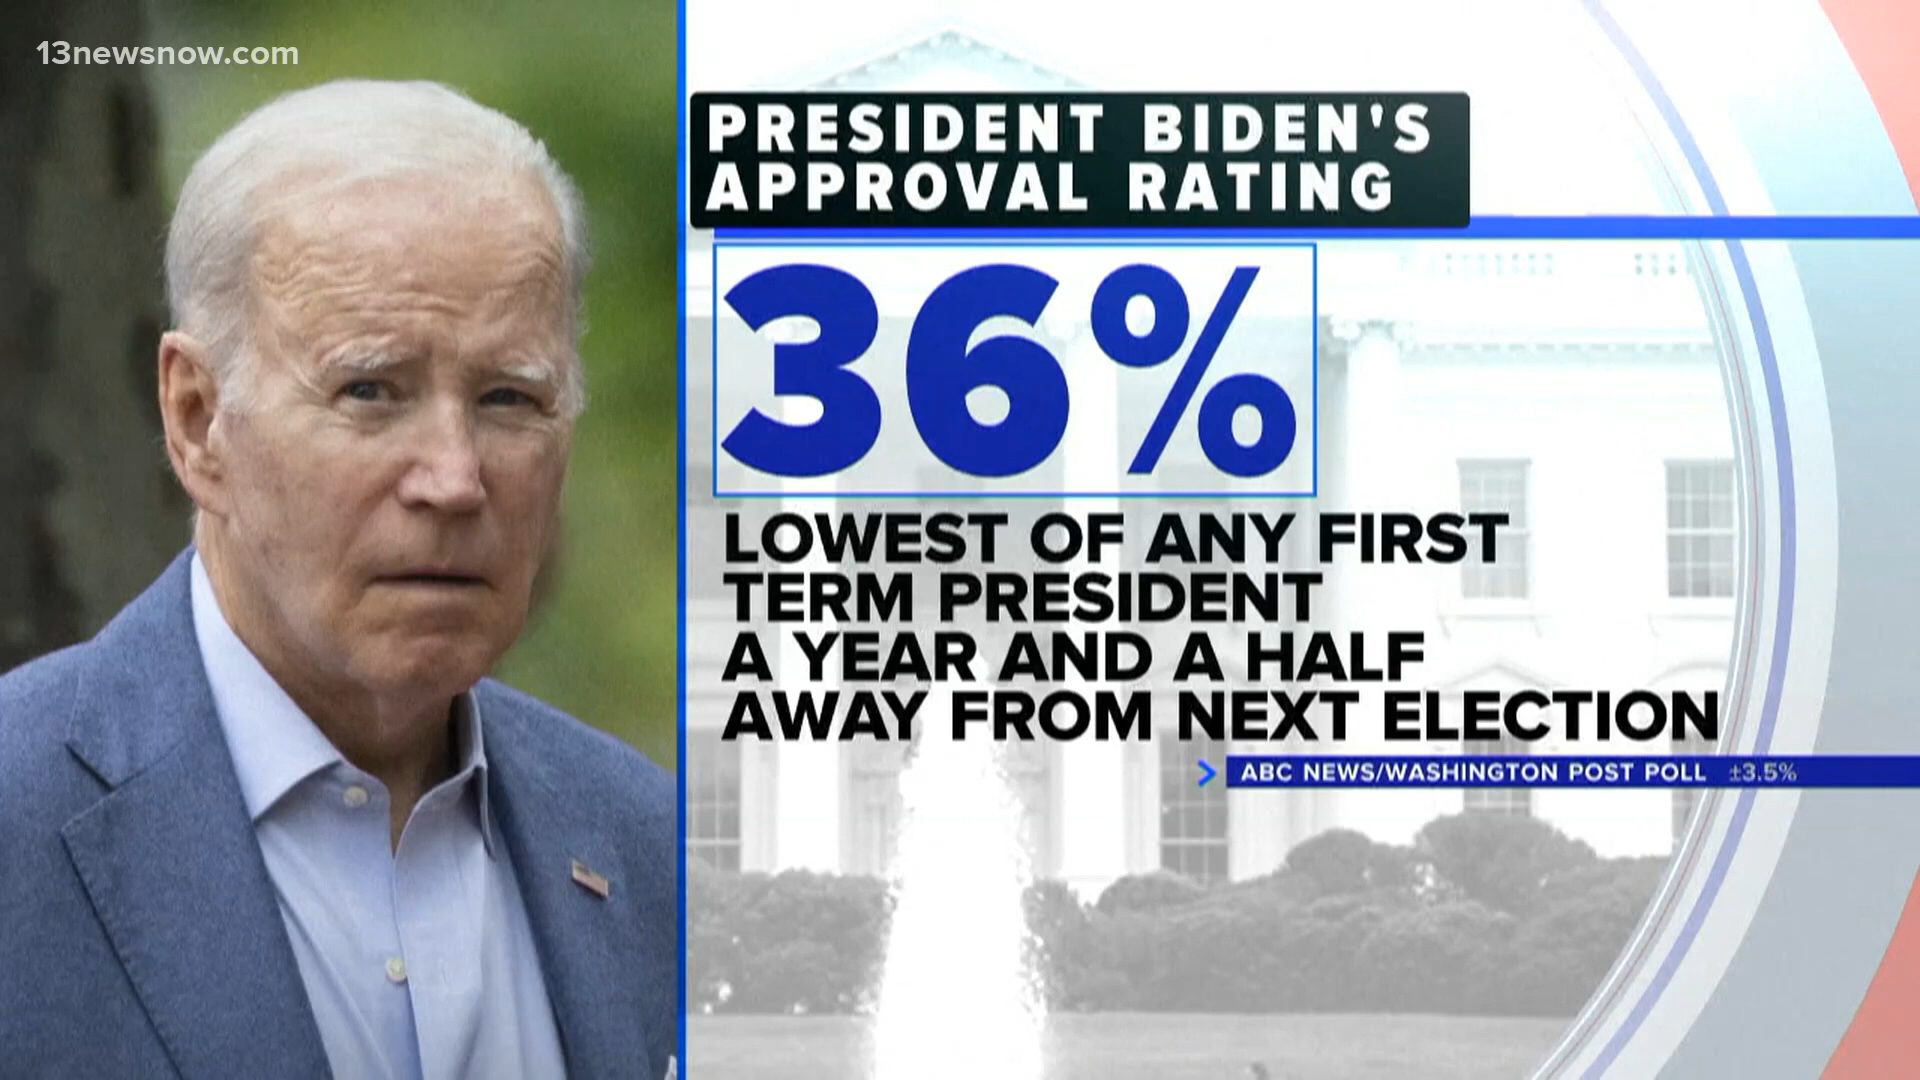 13newsnow.com
PRESIDENT BIDEN'S
APPROVAL RATING
36%
LOWEST OF ANY FIRST
TERM PRESIDENT
A YEAR AND A HALF
AWAY FROM NEXT ELECTION
ABC NEWS/WASHINGTON POST POLL ±3.5%